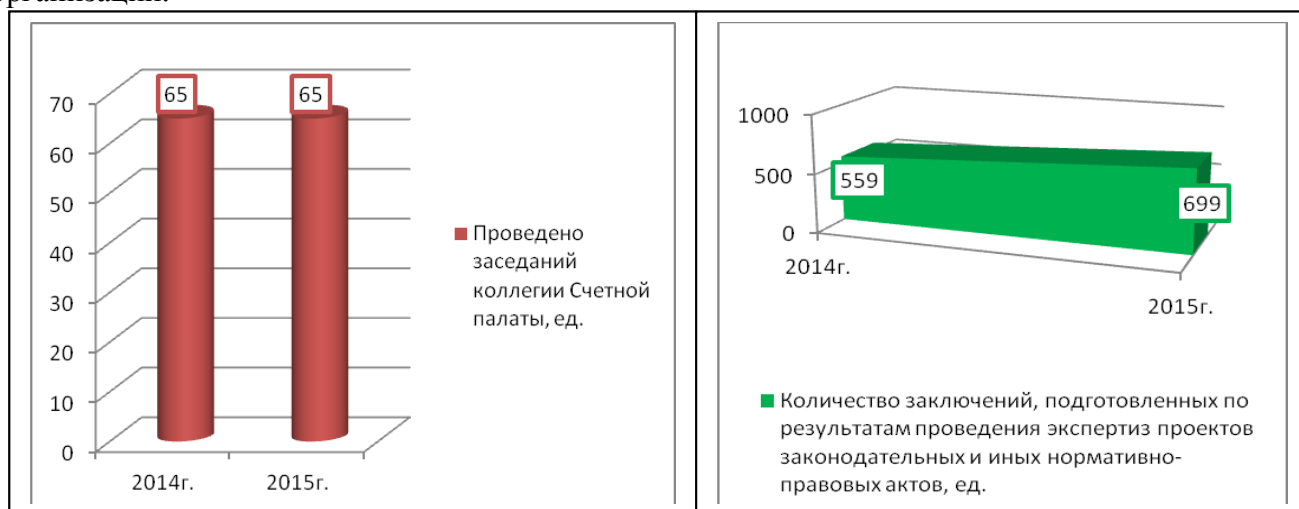 65
65
70
60
50
40
30
20
10
0
2014г.
2015г.
Проведено
заседаний
коллегии Счетной
палаты, ед.
1000
500
0
559
699
2014г.
2015г.
Количество заключений, подготовленных по
результатам проведения экспертиз проектов
законодательных и иных нормативно-
правовых актов, ед.